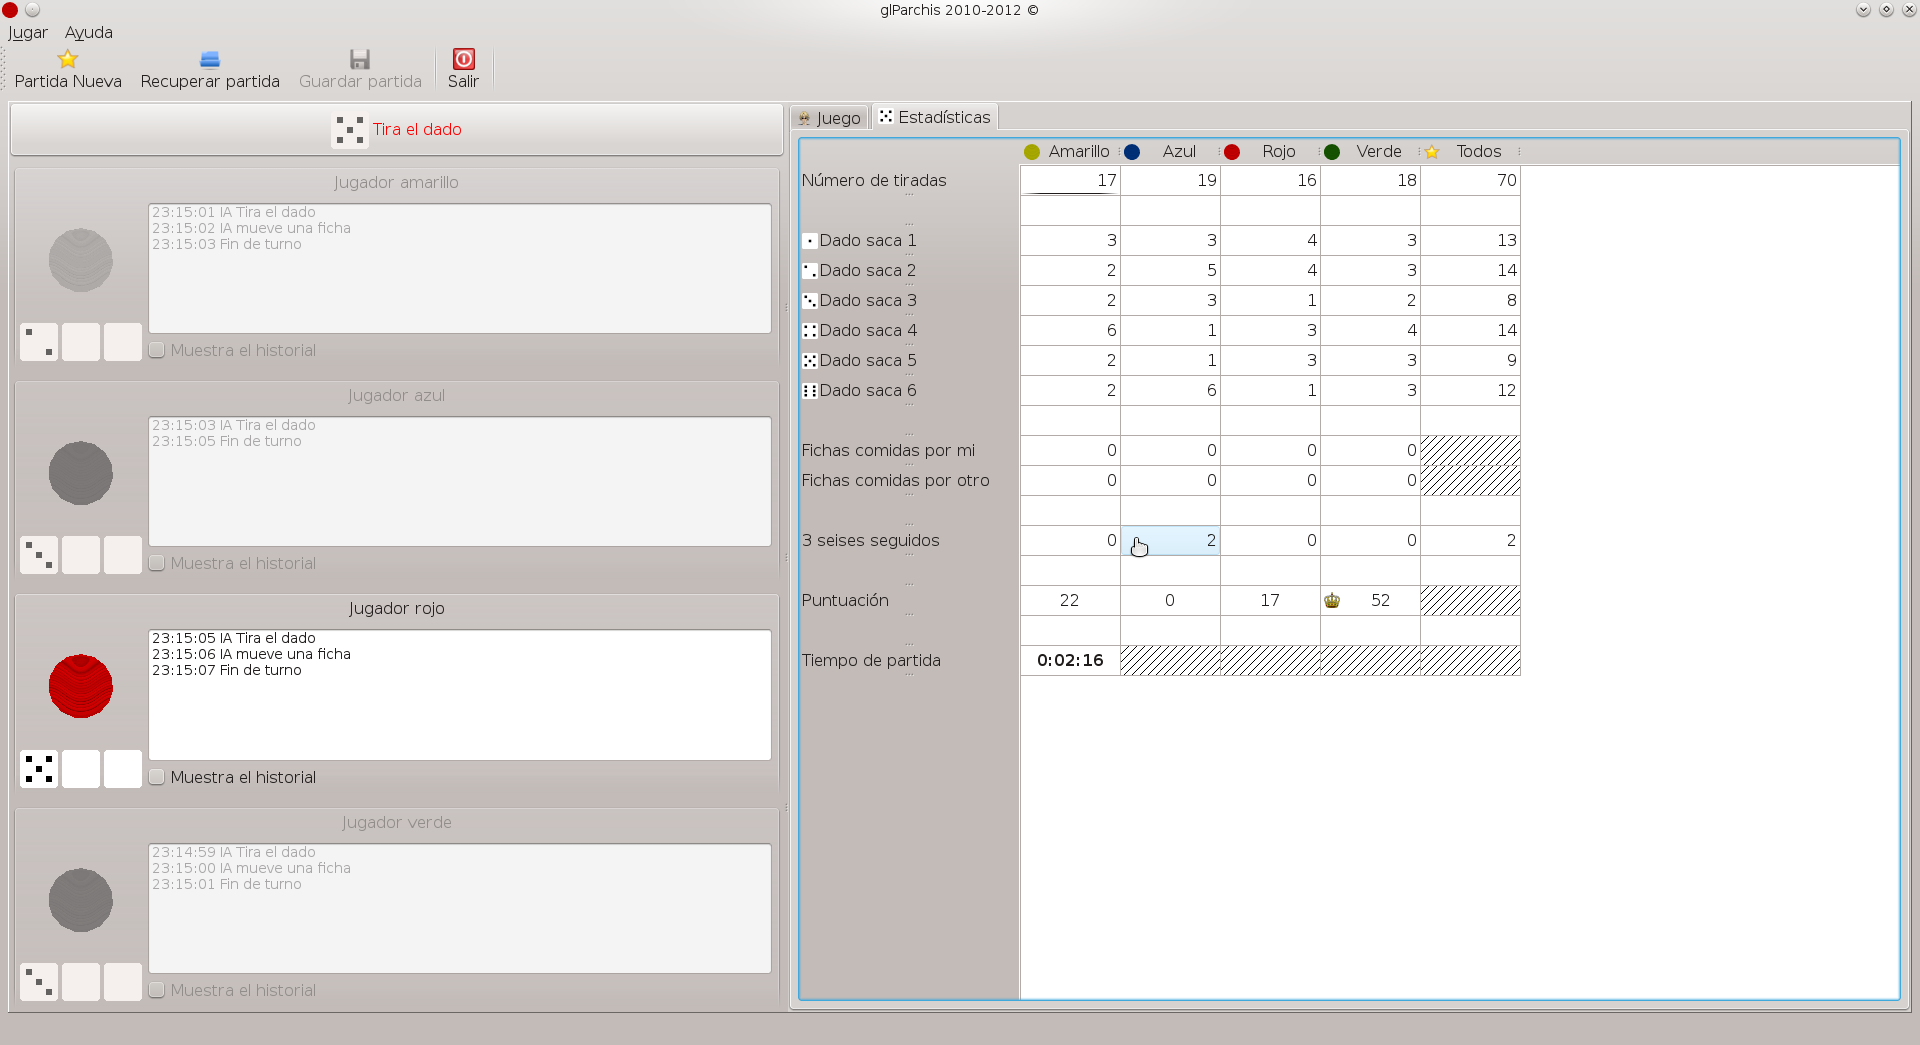 glParchis 2010-2012 ©
Jugar Ayuda
Partida Nueva Recuperar partida Guardar partida Salir
Tira el dado
Jugador amarillo
23:15:01 IA Tira el dado
23:15:02 IA mueve una ficha
23:15:03 Fin de turno
Muestra el historial
Jugador azul
23:15:03 IA Tira el dado
23:15:05 Fin de turno
Muestra el historial
Jugador rojo
23:15:05 IA Tira el dado
23:15:06 IA mueve una ficha
23:15:07 Fin de turno
Muestra el historial
Jugador verde
23:14:59 IA Tira el dado
23:15:00 IA mueve una ficha
23:15:01 Fin de turno
Muestra el historial
Juego Estadísticas
Amarillo Azul Rojo Verde Todos
Número de tiradas 17 19 16 18 70
Dado saca 1 3 3 4 3 13
Dado saca 2 2 5 4 3 14
Dado saca 3 2 3 1 2 8
Dado saca 4 6 1 3 4 14
Dado saca 5 2 1 3 3 9
Dado saca 6 2 6 1 3 12
Fichas comidas por mi 0 0 0 0
Fichas comidas por otro 0 0 0 0
3 seises seguidos 0 2 0 0 2
Puntuación 22 0 17 52
Tiempo de partida 0:02:16